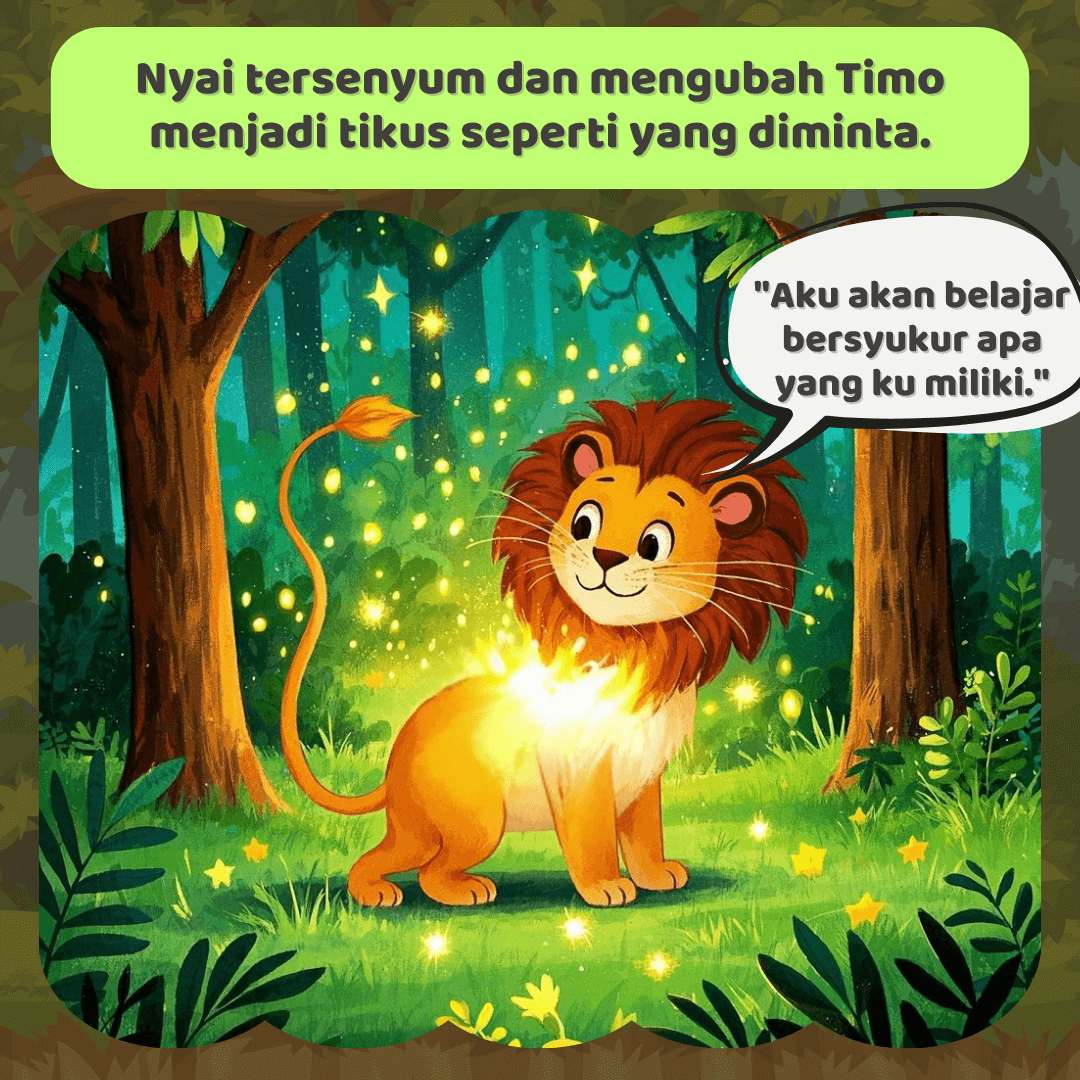 Nyai tersenyum dan mengubah Timo
menjadi tikus seperti yang diminta.
"Aku akan belajar
bersyukur apa
yang ku miliki."